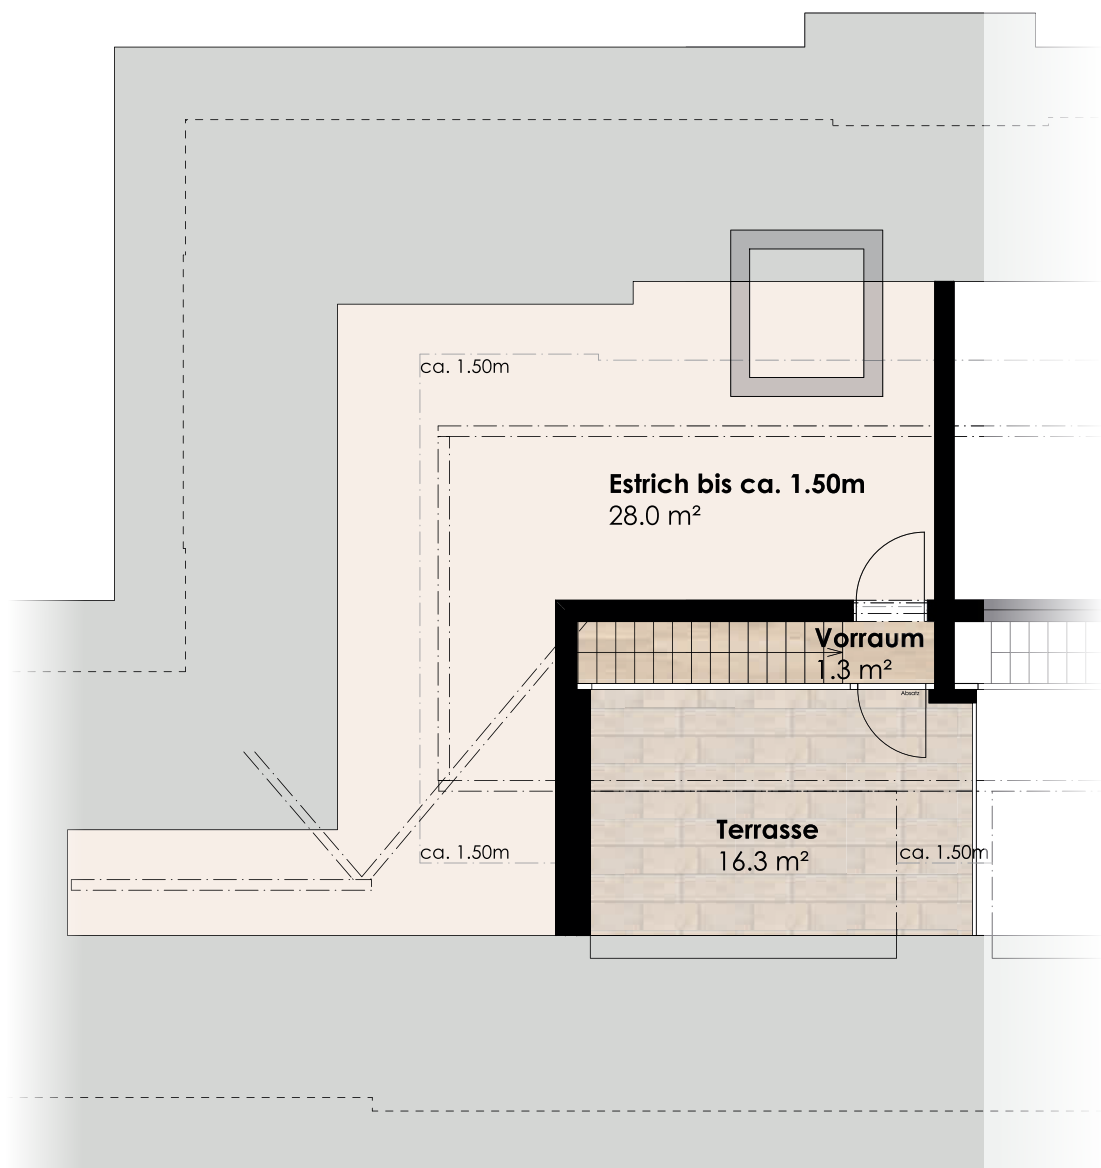 ca. 1.50m
Estrich bis ca. 1.50m
28.0 m²
Vorraum
1.3 m²
Absatz
Terrasse
16.3 m²
ca. 1.50m
ca. 1.50m